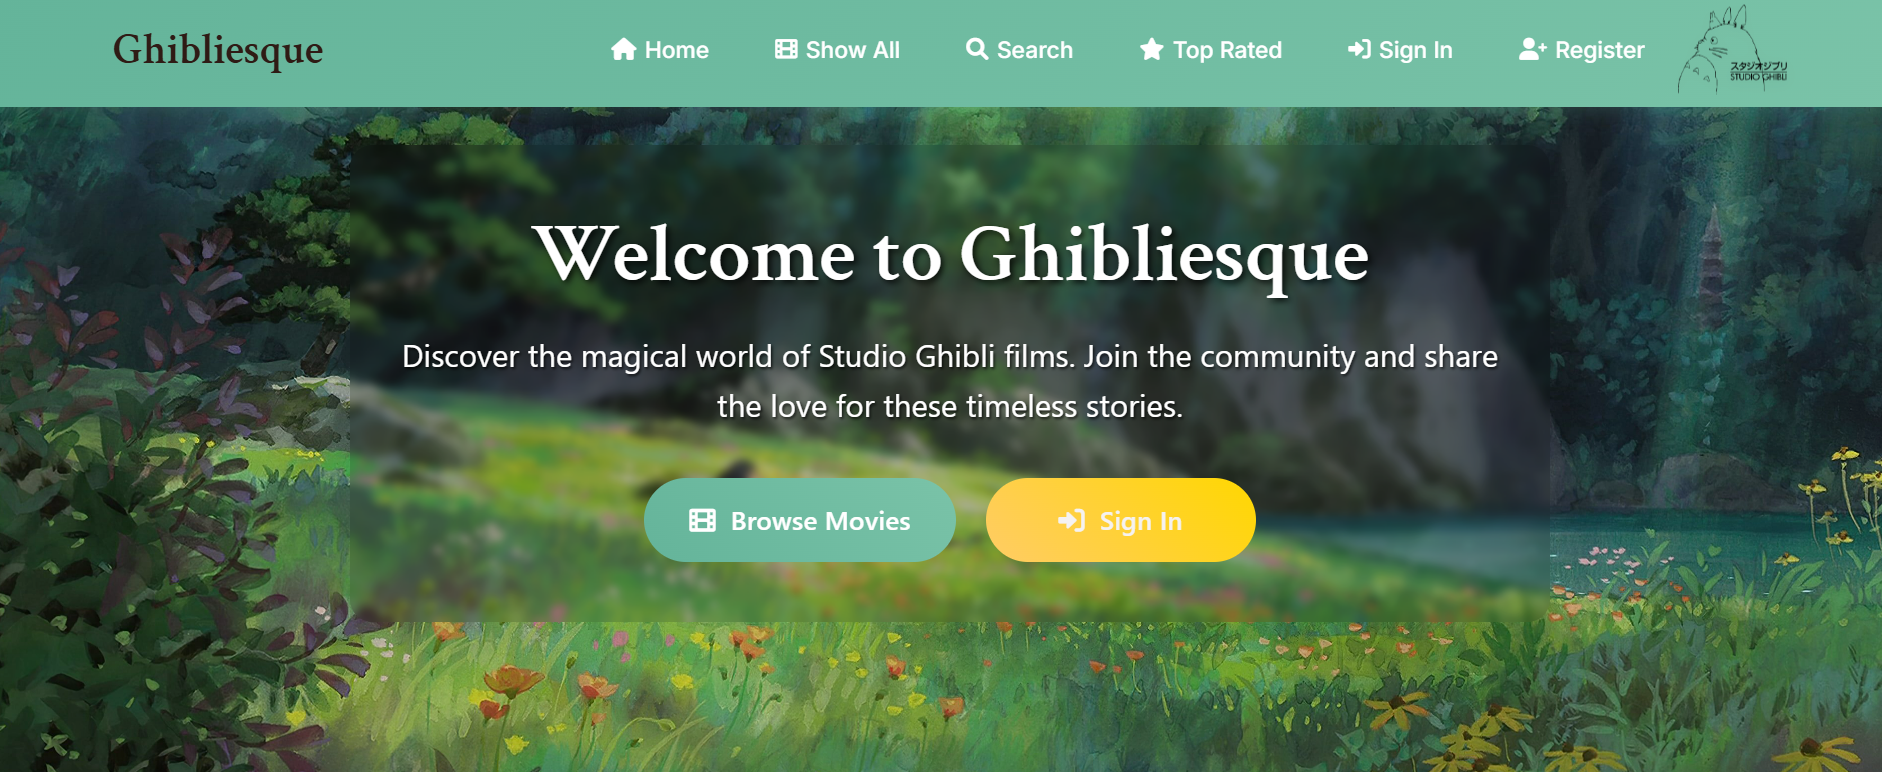 Ghibliesque
Home
Show All
Search
Top Rated
Sign In
Register
スタジオジブリ
STUDIO GHIBLI
Welcome to Ghibliesque
Discover the magical world of Studio Ghibli films. Join the community and share
the love for these timeless stories.
Browse Movies
Sign In